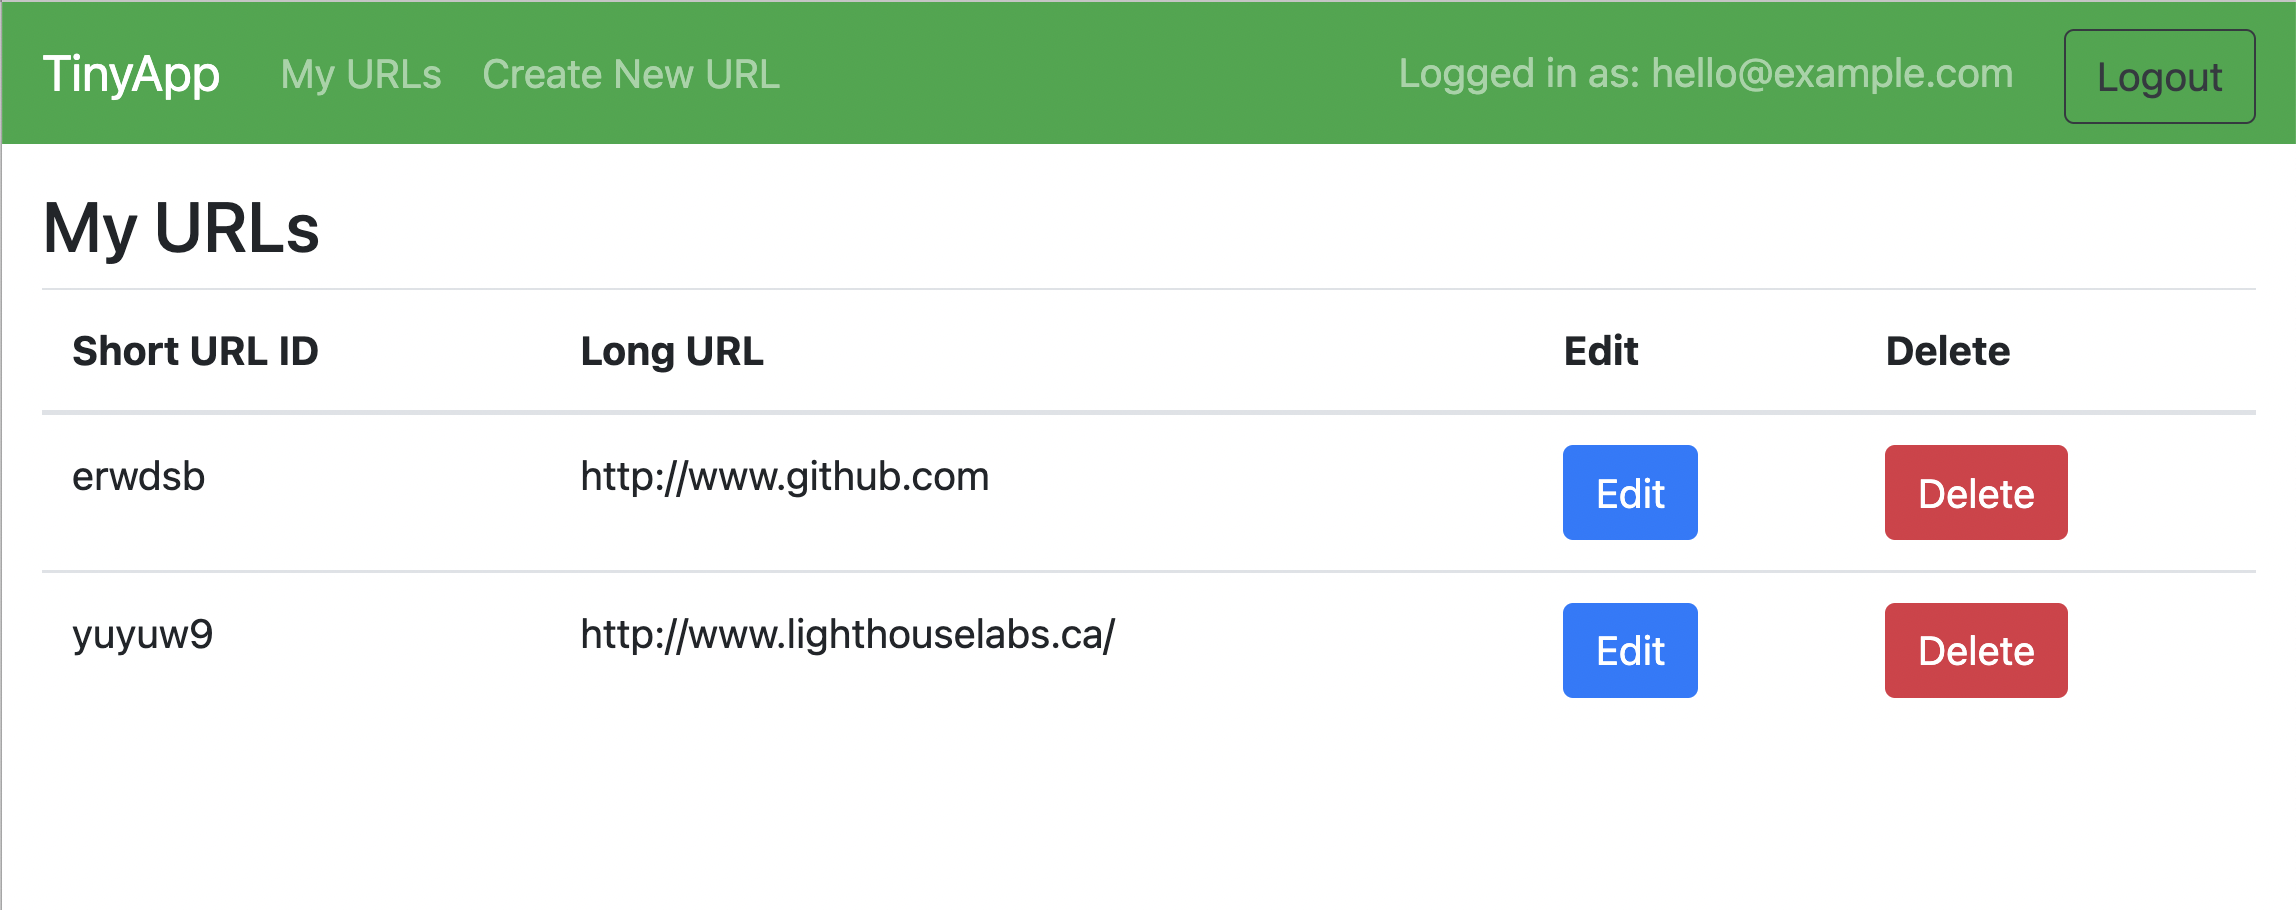 TinyApp My URLs Create New URL Logged in as: hello@example.com Logout
My URLs
Short URL ID Long URL Edit Delete
erwdsb http://www.github.com Edit Delete
yuyuw9 http://www.lighthouselabs.ca/ Edit Delete